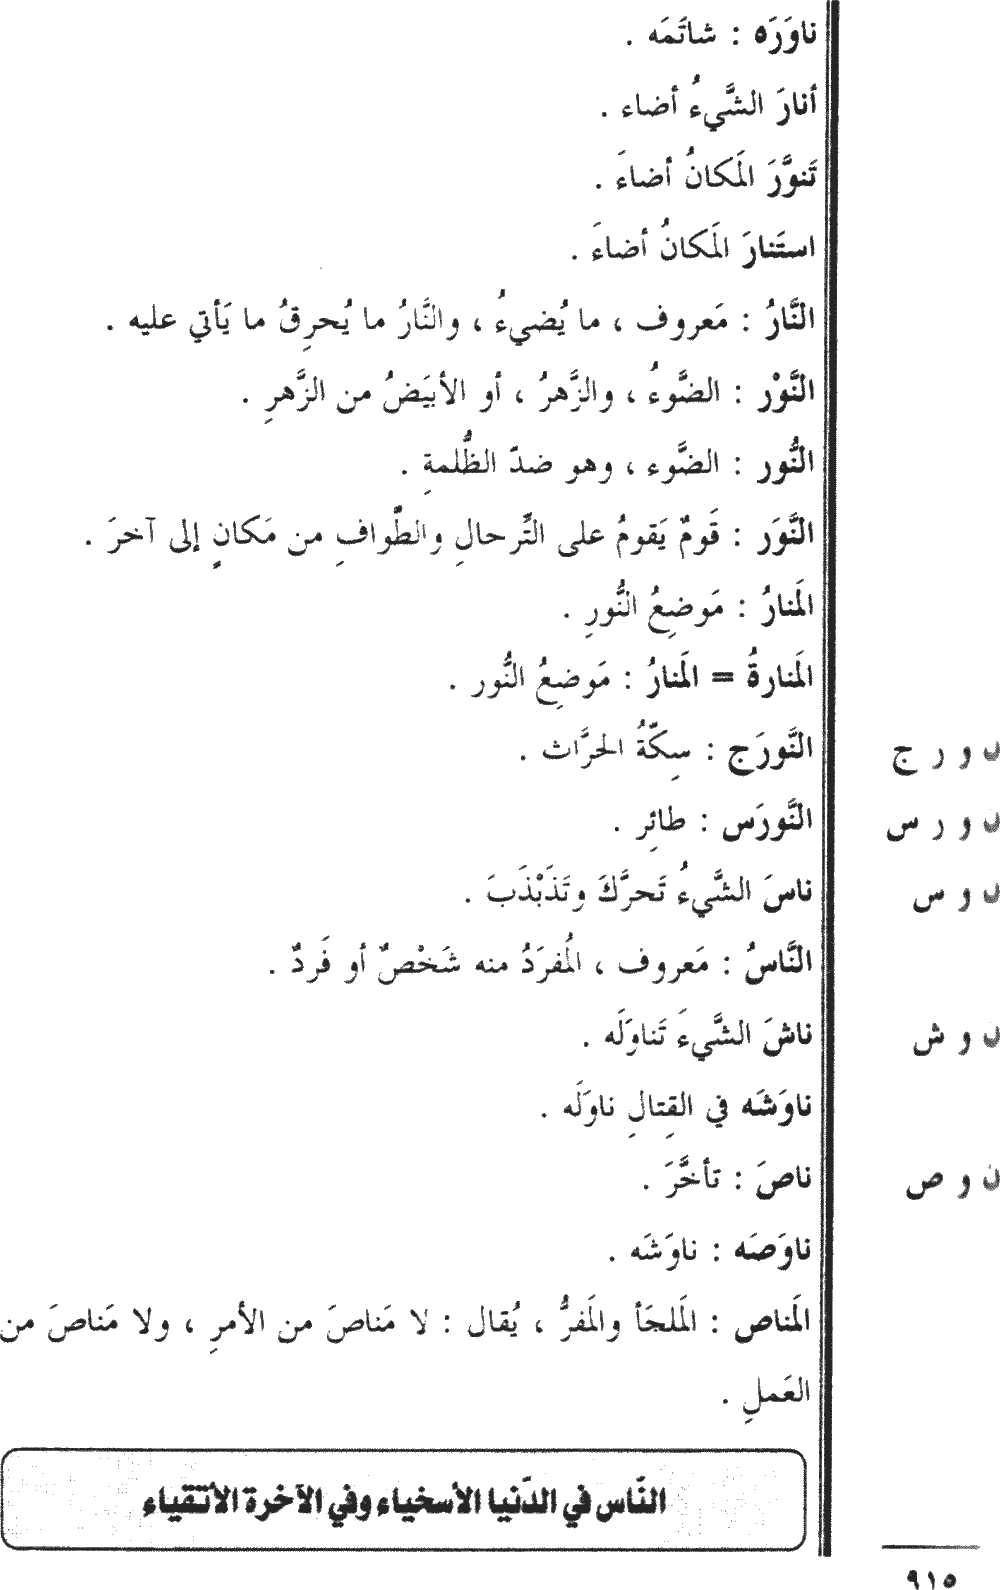 ناوَرَه : شاتَمَه .
أنارَ الشَّيءُ أضاء .
تَنوَّرَ المَكانُ أضاءَ .
استَنارَ المَكانُ أضاءَ .
النَّارُ : مَعروف ، ما يُضيءُ ، والنَّارُ ما يُحرِقُ ما يَأتي عليه .
النَّوْر : الضَّوءُ ، والزَّهرُ ، أو الأبيَضُ من الزَّهرِ .
النُّور : الضَّوء ، وهو ضدّ الظُّلمةِ .
النَّوَر : قَومٌ يَقومُ على التِّرحالِ والطَّوافِ من مَكانٍ إلى آخرَ .
المَنارُ : مَوضِعُ النُّورِ .
المَنارةُ = المَنارُ : مَوضِعُ النُّور .
ن و ر ج النَّورَج : سِكّةُ الحرَّاث .
ن و ر س النَّورَس : طائِر .
ن و س ناسَ الشَّيءُ تَحرَّكَ وتَذَبْذَبَ .
النَّاسُ : مَعروف ، المُفرَدُ منه شَخْصٌ أو فَردٌ .
ن و ش ناشَ الشَّيءَ تَناوَلَه .
ناوَشَه في القِتالِ ناوَلَه .
ن و ص ناصَ : تأخَّرَ .
ناوَصَه : ناوَشَه .
المَناص : المَلجَأ والمَفرُّ ، يُقال : لا مَناصَ من الأمرِ ، ولا مَناصَ من
العَملِ .
النّاس في الدّنيا الأسخياء وفي الآخرة الأتقياء
٩١٥